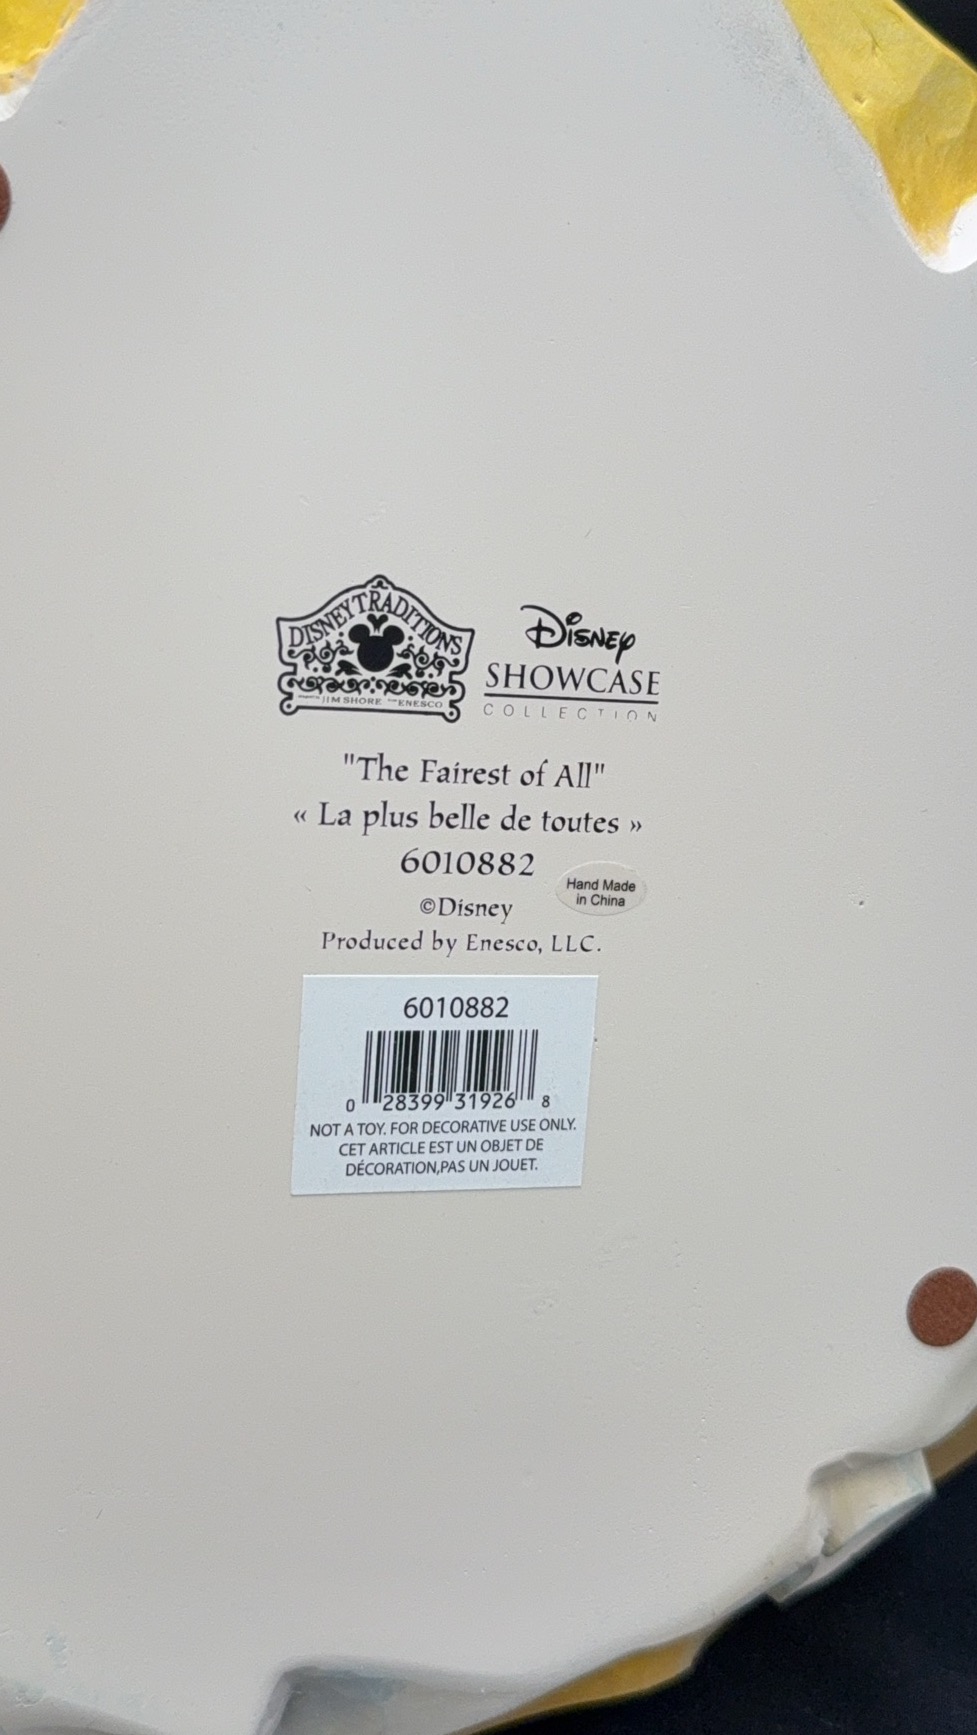 DISNEY TRADITIONS
JIM SHORE ENESCO
Disney
SHOWCASE
COLLECTION
"The Fairest of All"
« La plus belle de toutes »
6010882
Hand Made
in China
©Disney
Produced by Enesco, LLC.
6010882
0 28399 31926 8
NOT A TOY. FOR DECORATIVE USE ONLY.
CET ARTICLE EST UN OBJET DE
DÉCORATION,PAS UN JOUET.